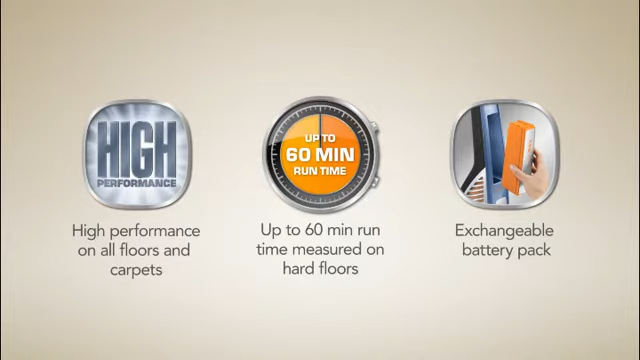 HIGH
PERFORMANCE
UP TO
60 MIN
RUN TIME
High performance
on all floors and
carpets
Up to 60 min run
time measured on
hard floors
Exchangeable
battery pack